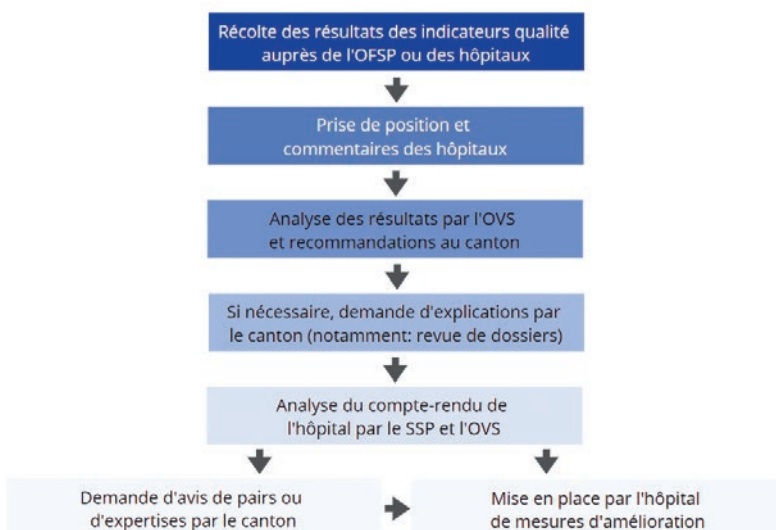 Récolte des résultats des indicateurs qualité
auprès de l'OFSP ou des hôpitaux
Prise de position et
commentaires des hôpitaux
Analyse des résultats par l'OVS
et recommandations au canton
Si nécessaire, demande d'explications par
le canton (notamment: revue de dossiers)
Analyse du compte-rendu de
l'hôpital par le SSP et l'OVS
Demande d'avis de pairs ou
d'expertises par le canton
Mise en place par l'hôpital
de mesures d'amélioration